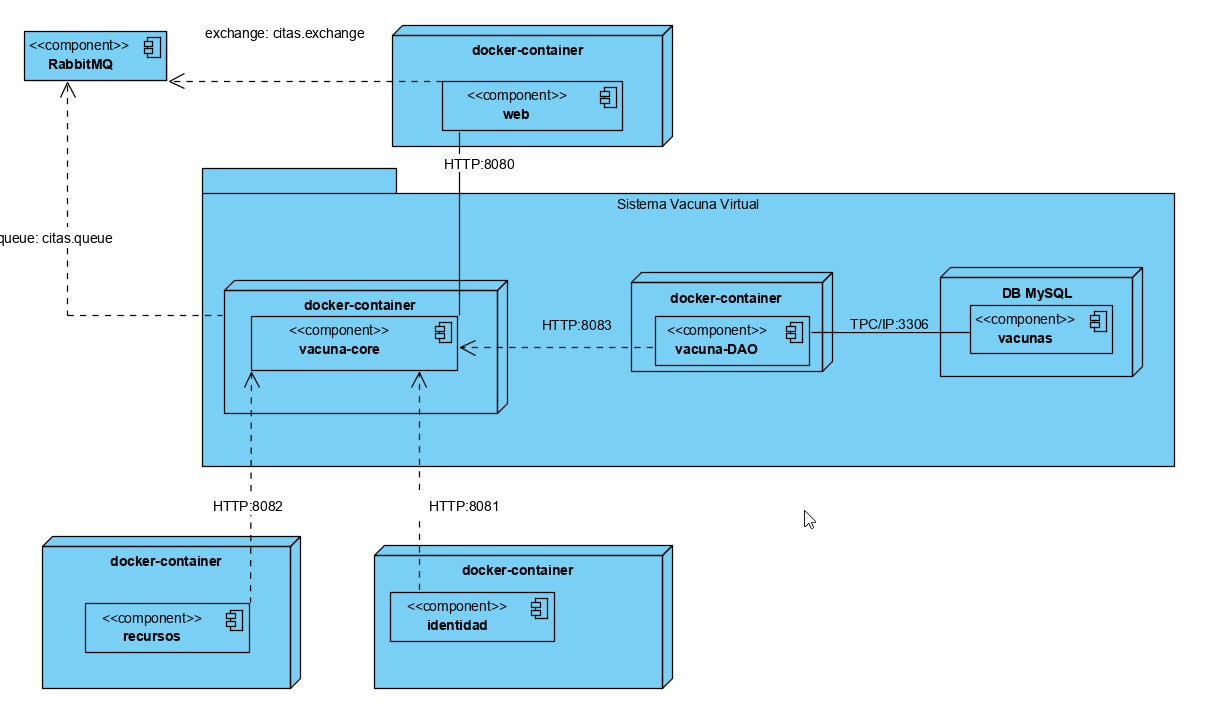 <<component>>
RabbitMQ
exchange: citas.exchange
docker-container
<<component>>
web
HTTP:8080
Sistema Vacuna Virtual
queue: citas.queue
docker-container
<<component>>
vacuna-core
HTTP:8083
docker-container
<<component>>
vacuna-DAO
TPC/IP:3306
DB MySQL
<<component>>
vacunas
HTTP:8082
HTTP:8081
docker-container
<<component>>
recursos
docker-container
<<component>>
identidad